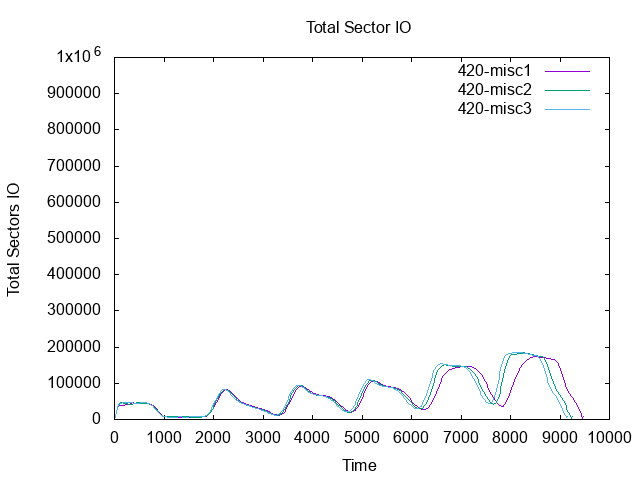 Total Sector IO
1x10^6
900000
800000
700000
600000
500000
400000
300000
200000
100000
0
Total Sectors IO
420-misc1
420-misc2
420-misc3
0 1000 2000 3000 4000 5000 6000 7000 8000 9000 10000
Time